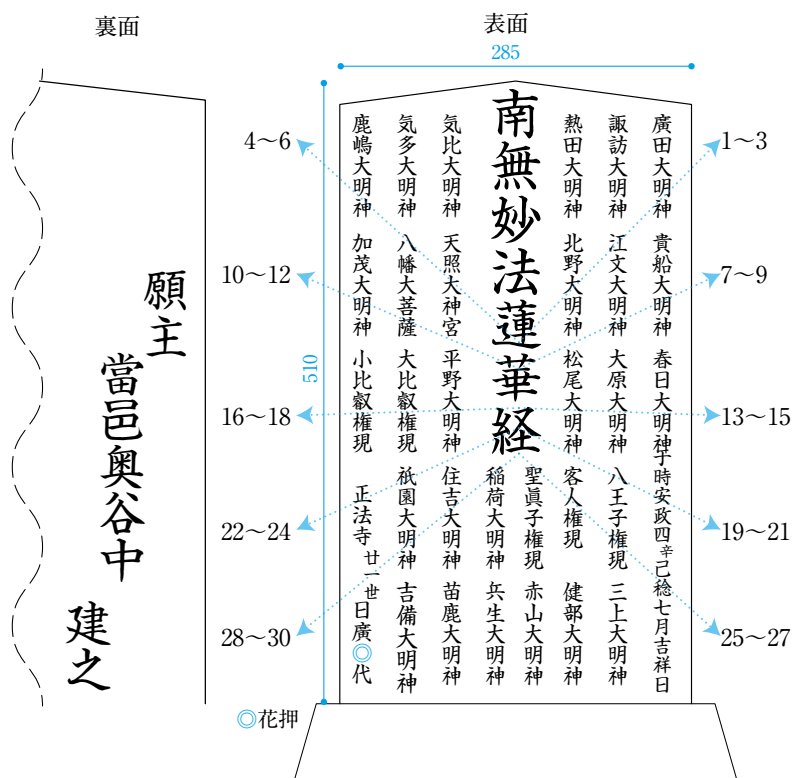 表面
285
510
廣田大明神 貴船大明神 春日大明神 于時安政四辛己稔七月吉祥日
諏訪大明神 江文大明神 大原大明神 八王子権現 三上大明神
熱田大明神 北野大明神 松尾大明神 客人権現 健部大明神
南無妙法蓮華経
聖眞子権現 赤山大明神
稲荷大明神 兵生大明神
気比大明神 天照大神宮 平野大明神 住吉大明神 苗鹿大明神
気多大明神 八幡大菩薩 大比叡権現 祇園大明神 吉備大明神
鹿嶋大明神 加茂大明神 小比叡権現 正法寺 廿一世 日廣◎代
1〜3
4〜6
7〜9
10〜12
13〜15
16〜18
19〜21
22〜24
25〜27
28〜30
◎花押
裏面
願主
當邑奥谷中
建之